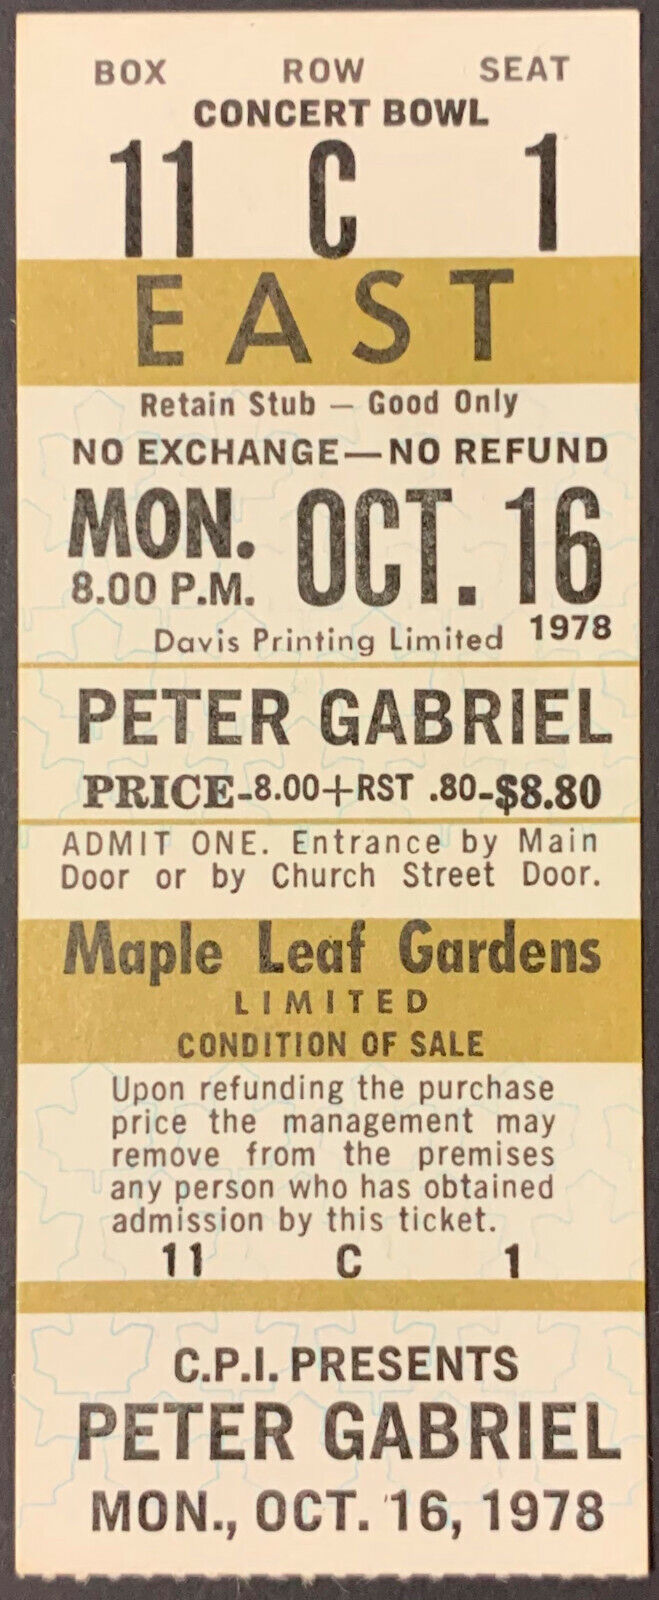 BOX ROW SEAT
CONCERT BOWL
11 C 1
EAST
Retain Stub — Good Only
NO EXCHANGE—NO REFUND
MON. OCT. 16
8.00 P.M.
Davis Printing Limited 1978
PETER GABRIEL
PRICE-8.00+RST .80-$8.80
ADMIT ONE. Entrance by Main
Door or by Church Street Door.
Maple Leaf Gardens
LIMITED
CONDITION OF SALE
Upon refunding the purchase
price the management may
remove from the premises
any person who has obtained
admission by this ticket.
11 C 1
C.P.I. PRESENTS
PETER GABRIEL
MON., OCT. 16, 1978